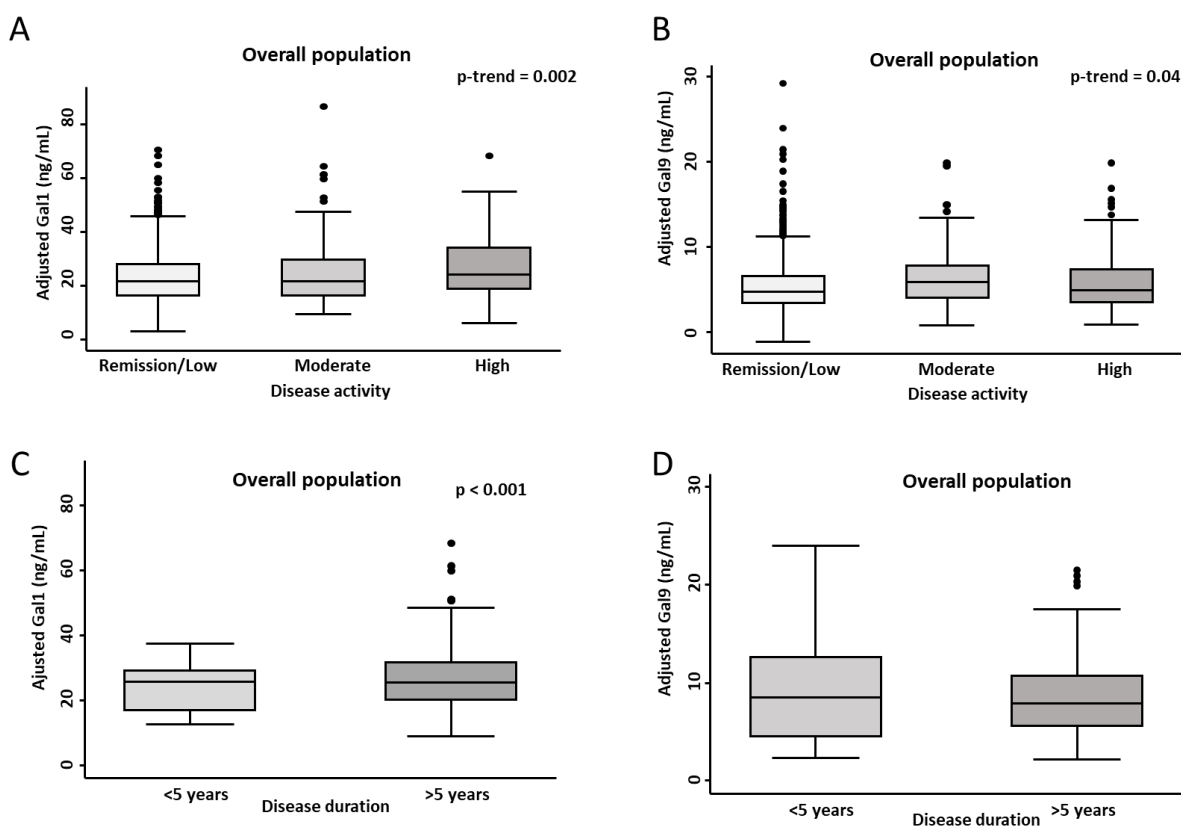 A
Overall population
p-trend = 0.002
Adjusted Gal1 (ng/mL)
80
60
40
20
0
Remission/Low
Moderate
High
Disease activity
B
Overall population
p-trend = 0.04
Adjusted Gal9 (ng/mL)
30
20
10
0
Remission/Low
Moderate
High
Disease activity
C
Overall population
p < 0.001
Ajusted Gal1 (ng/mL)
80
60
40
20
0
<5 years
>5 years
Disease duration
D
Overall population
Adjusted Gal9 (ng/mL)
30
20
10
0
<5 years
>5 years
Disease duration